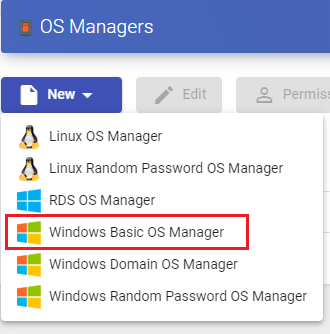 OS Managers
New
Edit
Permiss
Linux OS Manager
Linux Random Password OS Manager
RDS OS Manager
Windows Basic OS Manager
Windows Domain OS Manager
Windows Random Password OS Manager